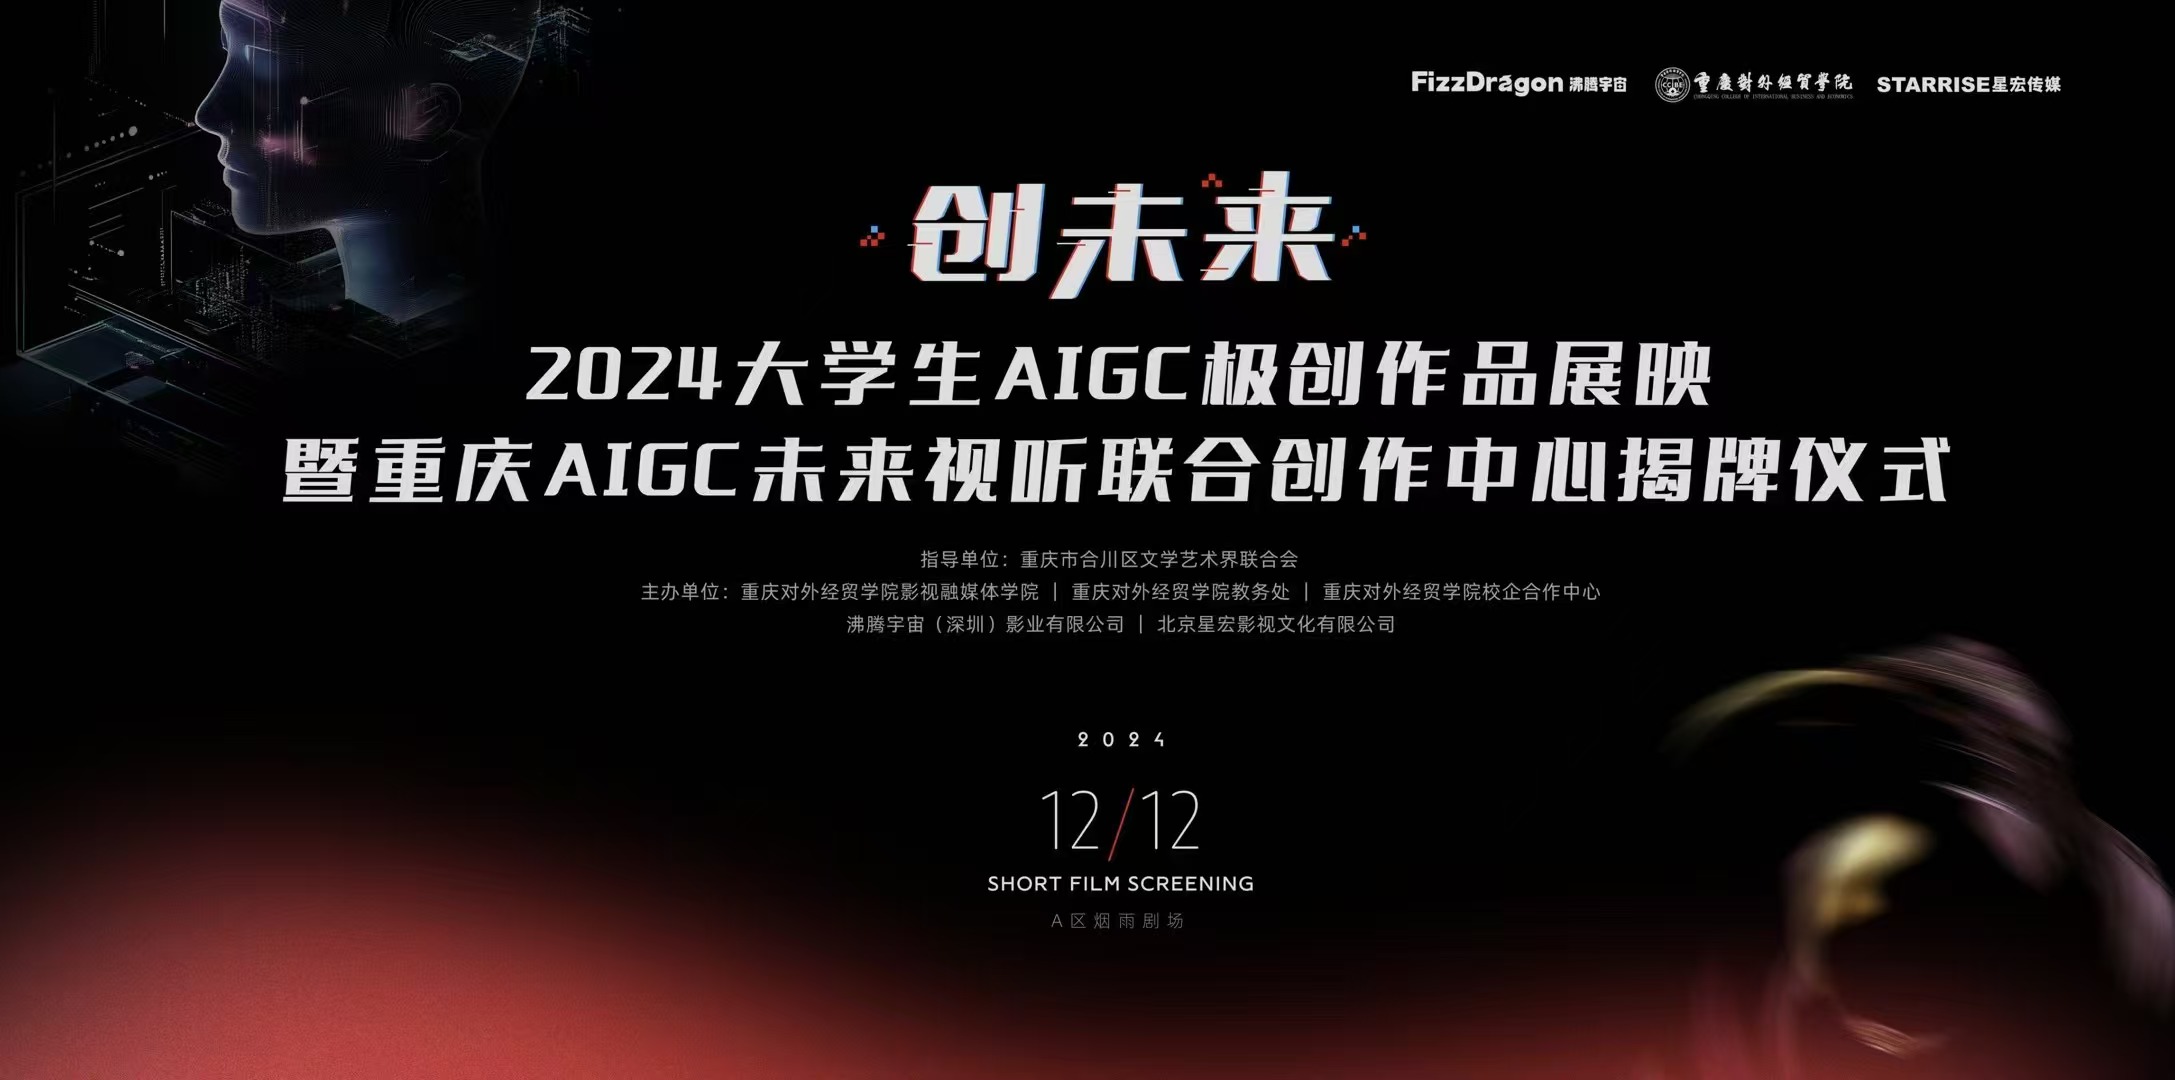 FizzDragon 沸腾宇宙 重慶對外經貿學院 STARRISE星宏传媒
CHONGQING COLLEGE OF INTERNATIONAL BUSINESS AND ECONOMICS
创未来
2024大学生AIGC极创作品展映
暨重庆AIGC未来视听联合创作中心揭牌仪式
指导单位：重庆市合川区文学艺术界联合会
主办单位：重庆对外经贸学院影视融媒体学院 | 重庆对外经贸学院教务处 | 重庆对外经贸学院校企合作中心
沸腾宇宙（深圳）影业有限公司 | 北京星宏影视文化有限公司
2024
12/12
SHORT FILM SCREENING
A区烟雨剧场